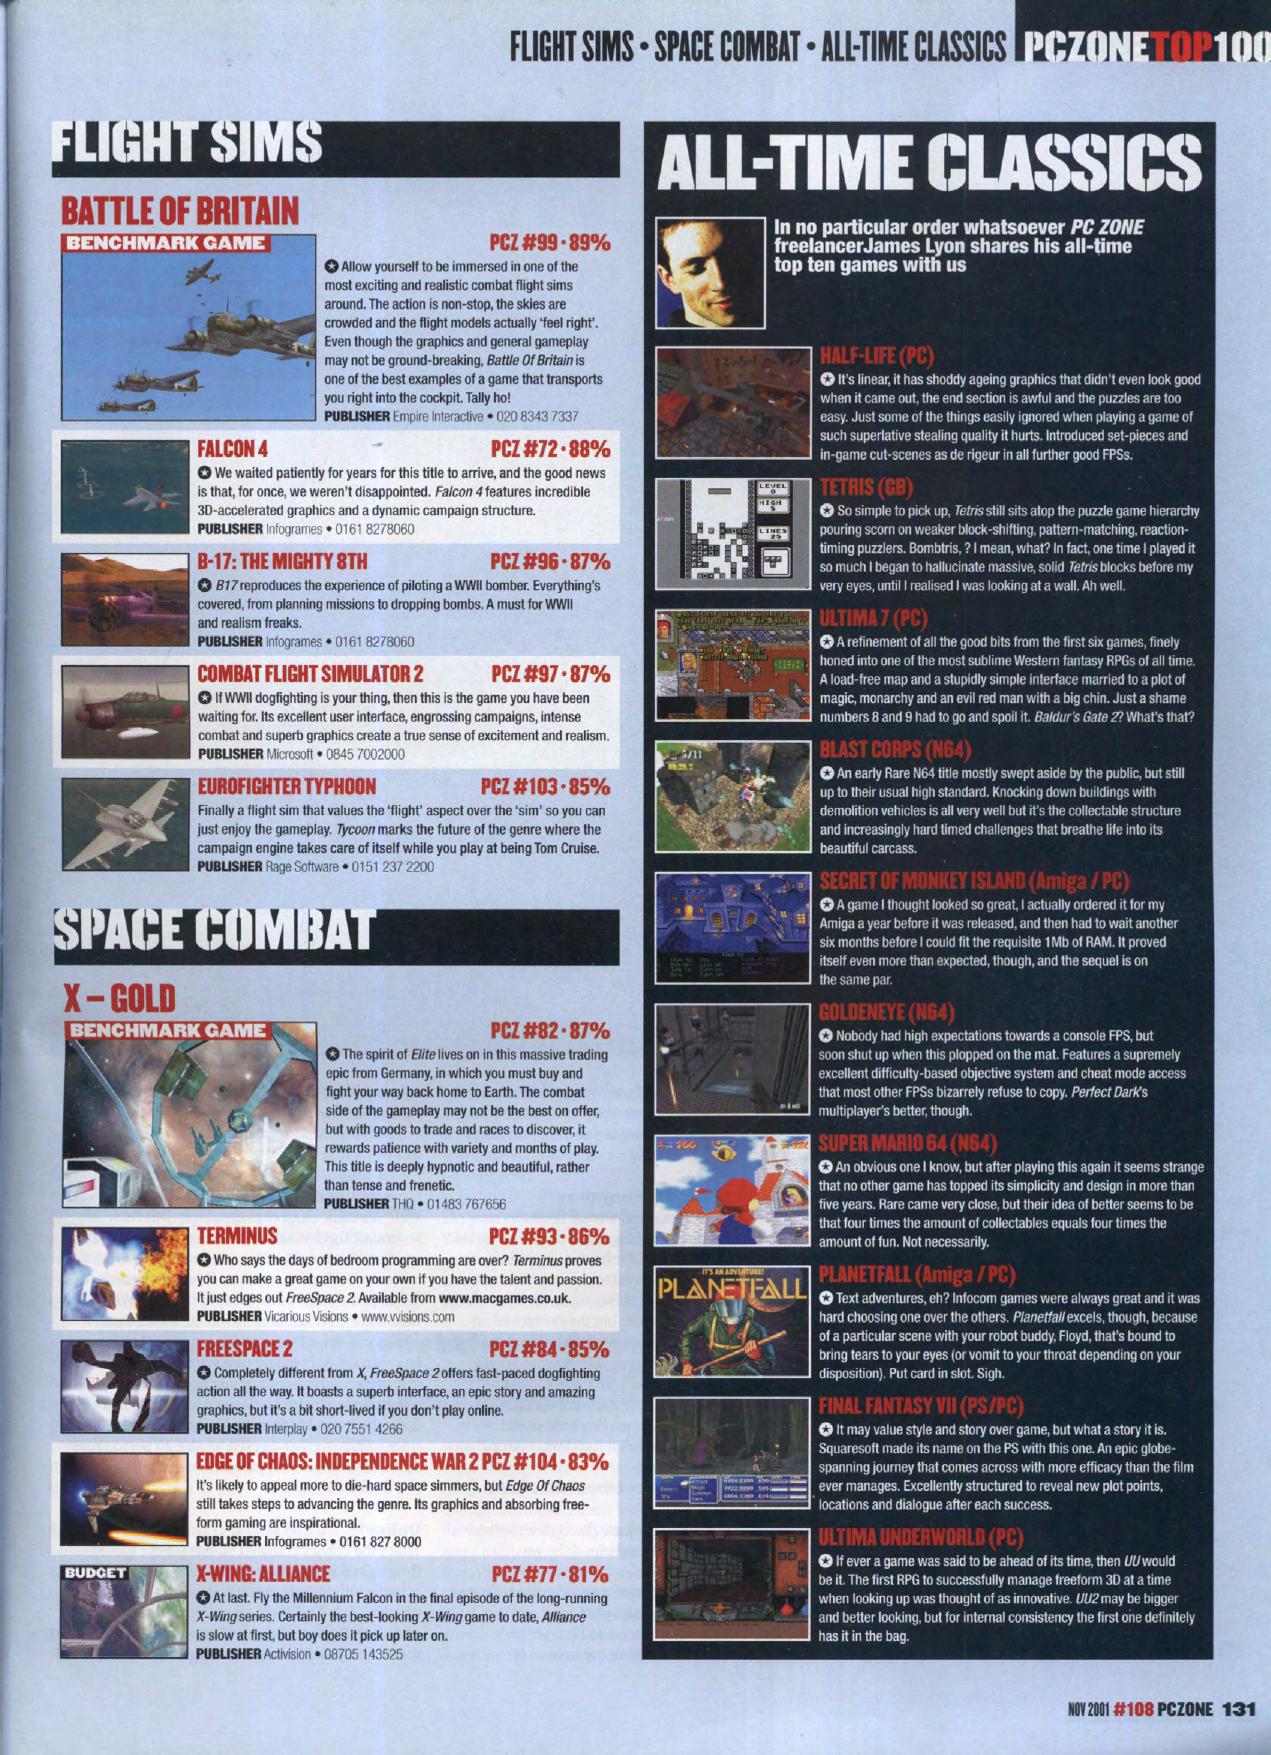 FLIGHT SIMS • SPACE COMBAT • ALL-TIME CLASSICS PCZONETOP100
FLIGHT SIMS
BATTLE OF BRITAIN
BENCHMARK GAME
PCZ #99 • 89%
Allow yourself to be immersed in one of the
most exciting and realistic combat flight sims
around. The action is non-stop, the skies are
crowded and the flight models actually 'feel right'.
Even though the graphics and general gameplay
may not be ground-breaking, Battle Of Britain is
one of the best examples of a game that transports
you right into the cockpit. Tally ho!
PUBLISHER Empire Interactive • 020 8343 7337
FALCON 4 PCZ #72 • 88%
We waited patiently for years for this title to arrive, and the good news
is that, for once, we weren't disappointed. Falcon 4 features incredible
3D-accelerated graphics and a dynamic campaign structure.
PUBLISHER Infogrames • 0161 8278060
B-17: THE MIGHTY 8TH PCZ #96 • 87%
B17 reproduces the experience of piloting a WWII bomber. Everything's
covered, from planning missions to dropping bombs. A must for WWII
and realism freaks.
PUBLISHER Infogrames • 0161 8278060
COMBAT FLIGHT SIMULATOR 2 PCZ #97 • 87%
If WWII dogfighting is your thing, then this is the game you have been
waiting for. Its excellent user interface, engrossing campaigns, intense
combat and superb graphics create a true sense of excitement and realism.
PUBLISHER Microsoft • 0845 7002000
EUROFIGHTER TYPHOON PCZ #103 • 85%
Finally a flight sim that values the 'flight' aspect over the 'sim' so you can
just enjoy the gameplay. Tycoon marks the future of the genre where the
campaign engine takes care of itself while you play at being Tom Cruise.
PUBLISHER Rage Software • 0151 237 2200
SPACE COMBAT
X – GOLD
BENCHMARK GAME
PCZ #82 • 87%
The spirit of Elite lives on in this massive trading
epic from Germany, in which you must buy and
fight your way back home to Earth. The combat
side of the gameplay may not be the best on offer,
but with goods to trade and races to discover, it
rewards patience with variety and months of play.
This title is deeply hypnotic and beautiful, rather
than tense and frenetic.
PUBLISHER THQ • 01483 767656
TERMINUS PCZ #93 • 86%
Who says the days of bedroom programming are over? Terminus proves
you can make a great game on your own if you have the talent and passion.
It just edges out FreeSpace 2. Available from www.macgames.co.uk.
PUBLISHER Vicarious Visions • www.vvisions.com
FREESPACE 2 PCZ #84 • 85%
Completely different from X, FreeSpace 2 offers fast-paced dogfighting
action all the way. It boasts a superb interface, an epic story and amazing
graphics, but it's a bit short-lived if you don't play online.
PUBLISHER Interplay • 020 7551 4266
EDGE OF CHAOS: INDEPENDENCE WAR 2 PCZ #104 • 83%
It's likely to appeal more to die-hard space simmers, but Edge Of Chaos
still takes steps to advancing the genre. Its graphics and absorbing free-
form gaming are inspirational.
PUBLISHER Infogrames • 0161 827 8000
BUDGET
X-WING: ALLIANCE PCZ #77 • 81%
At last. Fly the Millennium Falcon in the final episode of the long-running
X-Wing series. Certainly the best-looking X-Wing game to date, Alliance
is slow at first, but boy does it pick up later on.
PUBLISHER Activision • 08705 143525
ALL-TIME CLASSICS
In no particular order whatsoever PC ZONE
freelancerJames Lyon shares his all-time
top ten games with us
HALF-LIFE (PC)
It's linear, it has shoddy ageing graphics that didn't even look good
when it came out, the end section is awful and the puzzles are too
easy. Just some of the things easily ignored when playing a game of
such superlative stealing quality it hurts. Introduced set-pieces and
in-game cut-scenes as de rigeur in all further good FPSs.
LEVEL
0
HIGH
5
LINES
25
TETRIS (GB)
So simple to pick up, Tetris still sits atop the puzzle game hierarchy
pouring scorn on weaker block-shifting, pattern-matching, reaction-
timing puzzlers. Bombtris, ? I mean, what? In fact, one time I played it
so much I began to hallucinate massive, solid Tetris blocks before my
very eyes, until I realised I was looking at a wall. Ah well.
ULTIMA 7 (PC)
A refinement of all the good bits from the first six games, finely
honed into one of the most sublime Western fantasy RPGs of all time.
A load-free map and a stupidly simple interface married to a plot of
magic, monarchy and an evil red man with a big chin. Just a shame
numbers 8 and 9 had to go and spoil it. Baldur's Gate 2? What's that?
BLAST CORPS (N64)
An early Rare N64 title mostly swept aside by the public, but still
up to their usual high standard. Knocking down buildings with
demolition vehicles is all very well but it's the collectable structure
and increasingly hard timed challenges that breathe life into its
beautiful carcass.
SECRET OF MONKEY ISLAND (Amiga / PC)
A game I thought looked so great, I actually ordered it for my
Amiga a year before it was released, and then had to wait another
six months before I could fit the requisite 1Mb of RAM. It proved
itself even more than expected, though, and the sequel is on
the same par.
GOLDENEYE (N64)
Nobody had high expectations towards a console FPS, but
soon shut up when this plopped on the mat. Features a supremely
excellent difficulty-based objective system and cheat mode access
that most other FPSs bizarrely refuse to copy. Perfect Dark's
multiplayer's better, though.
SUPER MARIO 64 (N64)
An obvious one I know, but after playing this again it seems strange
that no other game has topped its simplicity and design in more than
five years. Rare came very close, but their idea of better seems to be
that four times the amount of collectables equals four times the
amount of fun. Not necessarily.
IT'S AN ADVENTURE!
PLANETFALL
PLANETFALL (Amiga / PC)
Text adventures, eh? Infocom games were always great and it was
hard choosing one over the others. Planetfall excels, though, because
of a particular scene with your robot buddy, Floyd, that's bound to
bring tears to your eyes (or vomit to your throat depending on your
disposition). Put card in slot. Sigh.
FINAL FANTASY VII (PS/PC)
It may value style and story over game, but what a story it is.
Squaresoft made its name on the PS with this one. An epic globe-
spanning journey that comes across with more efficacy than the film
ever manages. Excellently structured to reveal new plot points,
locations and dialogue after each success.
ULTIMA UNDERWORLD (PC)
If ever a game was said to be ahead of its time, then UU would
be it. The first RPG to successfully manage freeform 3D at a time
when looking up was thought of as innovative. UU2 may be bigger
and better looking, but for internal consistency the first one definitely
has it in the bag.
NOV 2001 #108 PCZONE 131